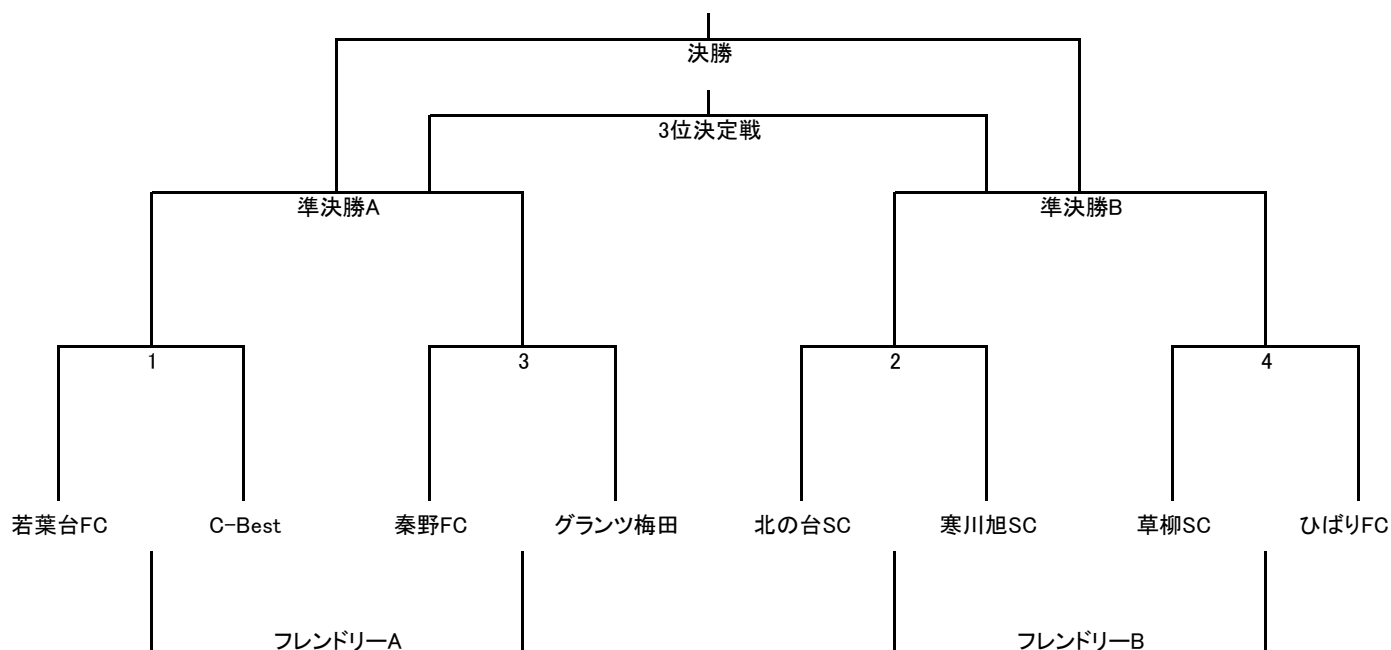 決勝
3位決定戦
準決勝A 準決勝B
1 3 2 4
若葉台FC C-Best 秦野FC グランツ梅田 北の台SC 寒川旭SC 草柳SC ひばりFC
フレンドリーA フレンドリーB